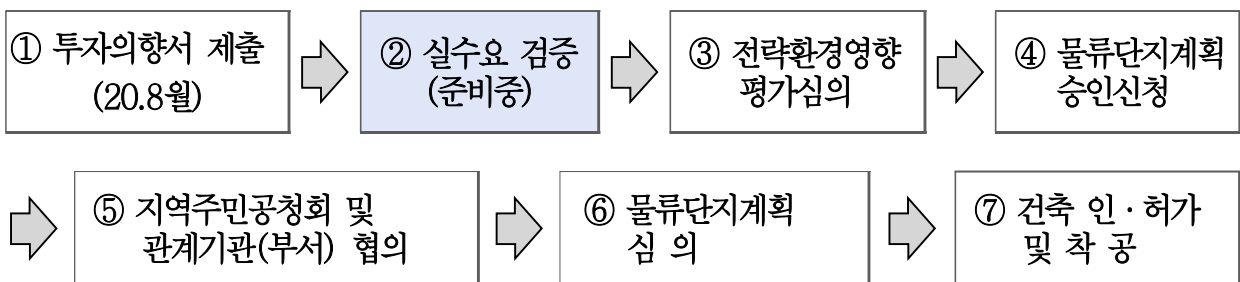 ① 투자의향서 제출
(20.8월)
② 실수요 검증
(준비중)
③ 전략환경영향
평가심의
④ 물류단지계획
승인신청
⑤ 지역주민공청회 및
관계기관(부서) 협의
⑥ 물류단지계획
심 의
⑦ 건축 인·허가
및 착 공